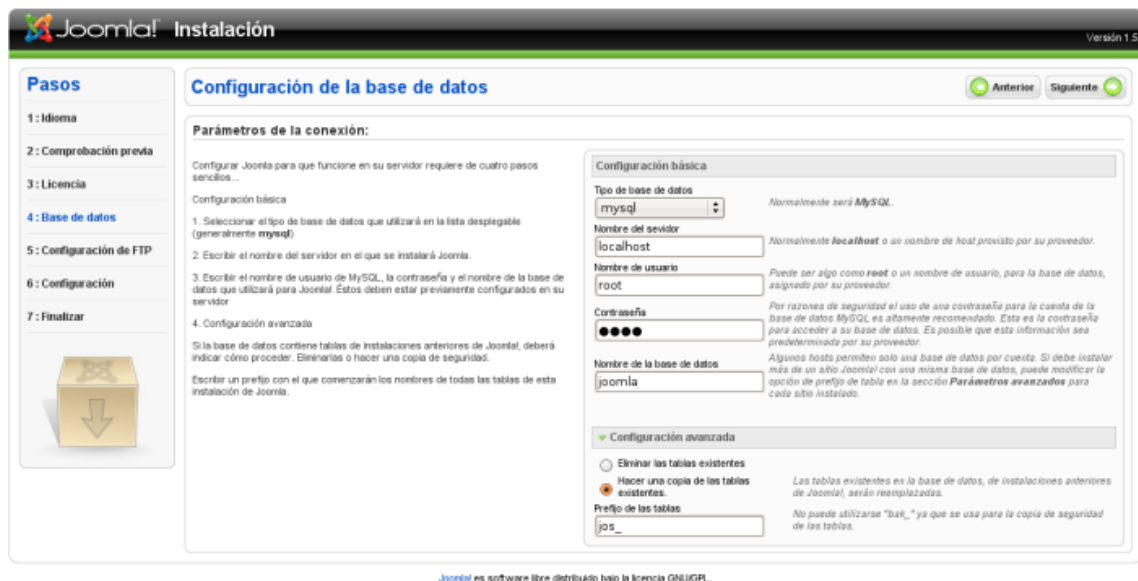 Joomla! Instalación
Versión 1.5
Pasos
1 : Idioma
2 : Comprobación previa
3 : Licencia
4 : Base de datos
5 : Configuración de FTP
6 : Configuración
7 : Finalizar
Configuración de la base de datos
Anterior
Siguiente
Parámetros de la conexión:
Configurar Joomla para que funcione en su servidor requiere de cuatro pasos
sencillos...
Configuración básica
1. Seleccionar el tipo de base de datos que utilizará en la lista desplegable
(generalmente mysql)
2. Escribir el nombre del servidor en el que se instalará Joomla.
3. Escribir el nombre de usuario de MySQL, la contraseña y el nombre de la base de
datos que utilizará para Joomla!. Éstos deben estar previamente configurados en su
servidor
4. Configuración avanzada
Si la base de datos contiene tablas de instalaciones anteriores de Joomla!, deberá
indicar cómo proceder. Eliminarlas o hacer una copia de seguridad.
Escribir un prefijo con el que comenzarán los nombres de todas las tablas de esta
instalación de Joomla.
Configuración básica
Tipo de base de datos
mysql
Normalmente será MySQL.
Nombre del sevidor
localhost
Normalmente localhost o un nombre de host provisto por su proveedor.
Nombre de usuario
root
Puede ser algo como root o un nombre de usuario, para la base de datos,
asignado por su proveedor.
Contraseña
●●●●
Por razones de seguridad el uso de una contraseña para la cuenta de la
base de datos MySQL es altamente recomendado. Esta es la contraseña
para acceder a su base de datos. Es posible que esta información sea
predeterminada por su proveedor.
Nombre de la base de datos
joomla
Algunos hosts permiten solo una base de datos por cuenta. Si debe instalar
más de un sitio Joomla! con una misma base de datos, puede modificar la
opción de prefijo de tabla en la sección Parámetros avanzados para
cada sitio instalado.
Configuración avanzada
Eliminar las tablas existentes
Hacer una copia de las tablas
existentes.
Las tablas existentes en la base de datos, de instalaciones anteriores
de Joomla!, serán reemplazadas.
Prefijo de las tablas
jos_
No puede utilizarse "bak_" ya que se usa para la copia de seguridad
de las tablas.
Joomla! es software libre distribuido bajo la licencia GNU/GPL.